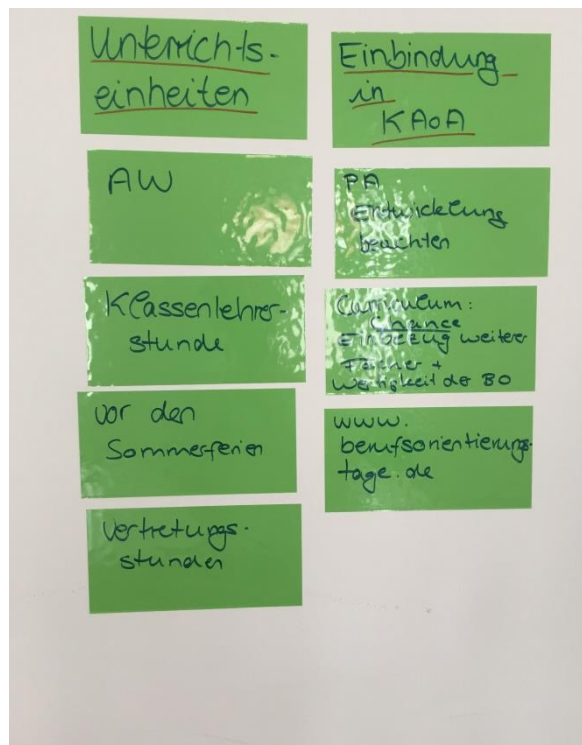 Unterrichts-
einheiten
AW
Klassenlehrer-
stunde
vor den
Sommerferien
Vertretungs-
stunden
Einbindung
in
KAoA
PA
Entwicklung
beachten
Curriculum:
Chance
Einbezug weiterer
Fächer +
Wertigkeit der BO
www.
berufsorientierungs-
tage.de